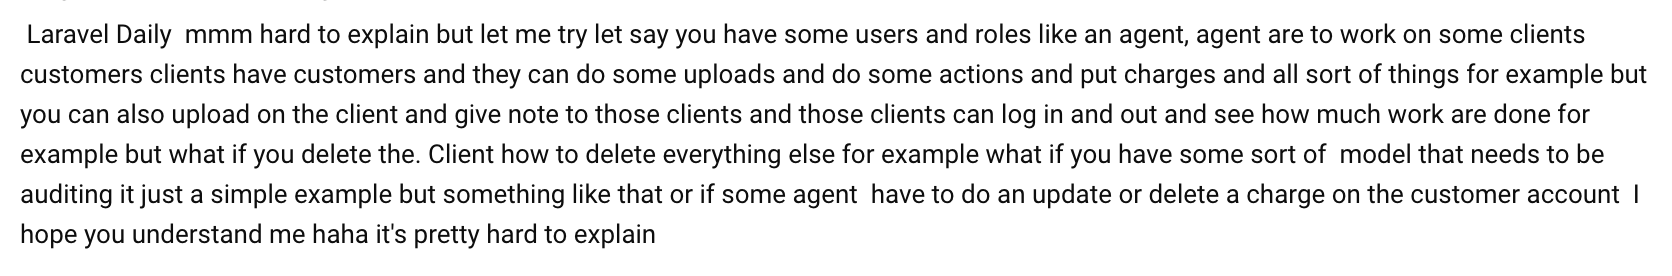 Laravel Daily  mmm hard to explain but let me try let say you have some users and roles like an agent, agent are to work on some clients
customers clients have customers and they can do some uploads and do some actions and put charges and all sort of things for example but
you can also upload on the client and give note to those clients and those clients can log in and out and see how much work are done for
example but what if you delete the. Client how to delete everything else for example what if you have some sort of  model that needs to be
auditing it just a simple example but something like that or if some agent  have to do an update or delete a charge on the customer account  I
hope you understand me haha it's pretty hard to explain